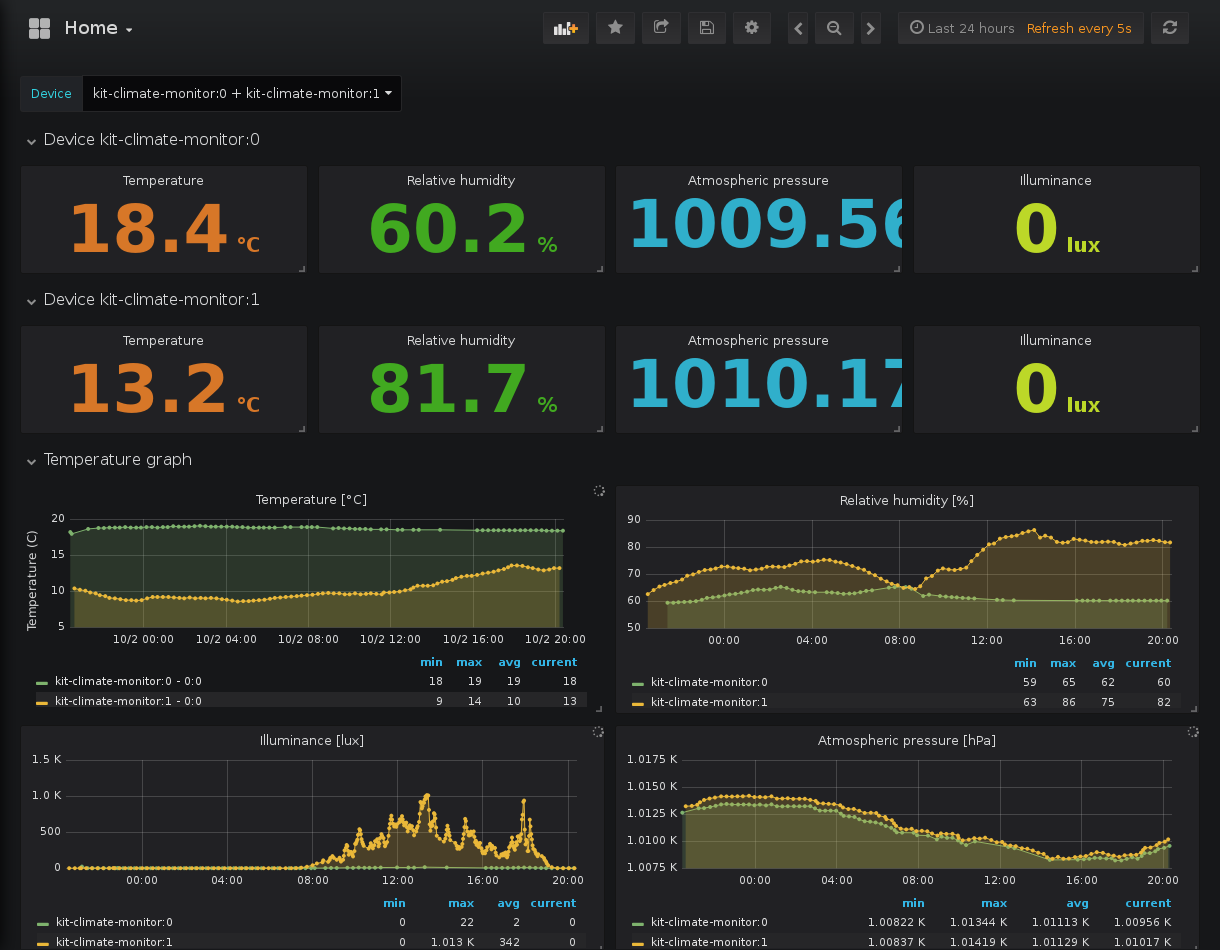 Home
Last 24 hours Refresh every 5s
Device kit-climate-monitor:0 + kit-climate-monitor:1
Device kit-climate-monitor:0
Temperature Relative humidity Atmospheric pressure Illuminance
18.4 °C 60.2 % 1009.56 0 lux
Device kit-climate-monitor:1
Temperature Relative humidity Atmospheric pressure Illuminance
13.2 °C 81.7 % 1010.17 0 lux
Temperature graph
Temperature [°C]
Temperature (C)
20
15
10
5
10/2 00:00 10/2 04:00 10/2 08:00 10/2 12:00 10/2 16:00 10/2 20:00
min max avg current
kit-climate-monitor:0 - 0:0 18 19 19 18
kit-climate-monitor:1 - 0:0 9 14 10 13
Relative humidity [%]
90
80
70
60
50
00:00 04:00 08:00 12:00 16:00 20:00
min max avg current
kit-climate-monitor:0 59 65 62 60
kit-climate-monitor:1 63 86 75 82
Illuminance [lux]
1.5 K
1.0 K
500
0
00:00 04:00 08:00 12:00 16:00 20:00
min max avg current
kit-climate-monitor:0 0 22 2 0
kit-climate-monitor:1 0 1.013 K 342 0
Atmospheric pressure [hPa]
1.0175 K
1.0150 K
1.0125 K
1.0100 K
1.0075 K
00:00 04:00 08:00 12:00 16:00 20:00
min max avg current
kit-climate-monitor:0 1.00822 K 1.01344 K 1.01113 K 1.00956 K
kit-climate-monitor:1 1.00837 K 1.01419 K 1.01129 K 1.01017 K